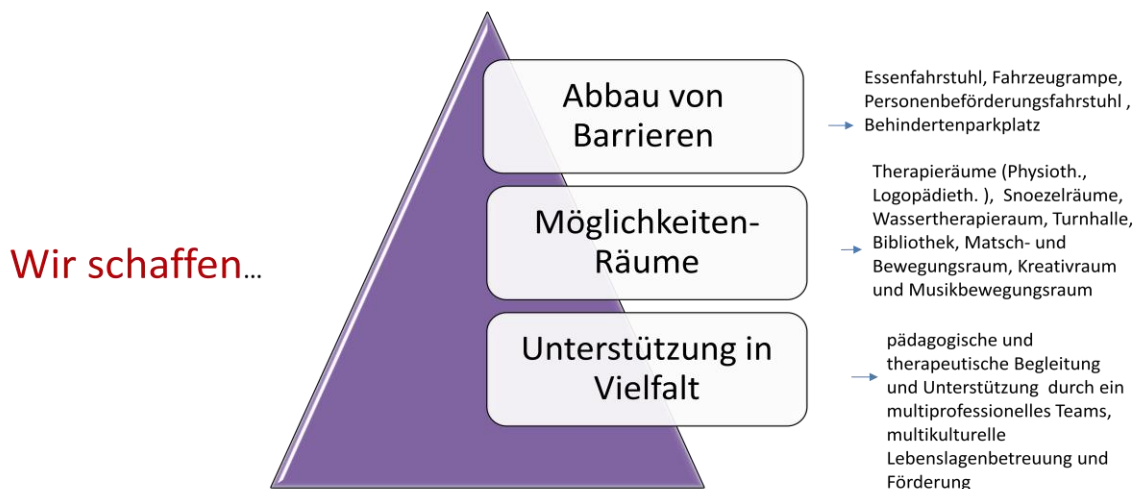 Wir schaffen...
Abbau von
Barrieren
Essenfahrstuhl, Fahrzeugrampe,
Personenbeförderungsfahrstuhl ,
Behindertenparkplatz
Möglichkeiten-
Räume
Therapieräume (Physioth.,
Logopädieth. ), Snoezelräume,
Wassertherapieraum, Turnhalle,
Bibliothek, Matsch- und
Bewegungsraum, Kreativraum
und Musikbewegungsraum
Unterstützung in
Vielfalt
pädagogische und
therapeutische Begleitung
und Unterstützung durch ein
multiprofessionelles Teams,
multikulturelle
Lebenslagenbetreuung und
Förderung